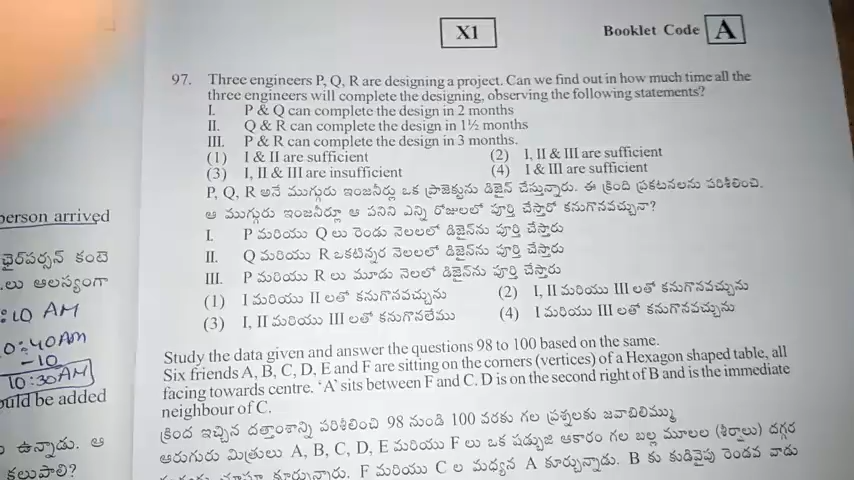 X1
Booklet Code A
97. Three engineers P, Q, R are designing a project. Can we find out in how much time all the
three engineers will complete the designing, observing the following statements?
I. P & Q can complete the design in 2 months
II. Q & R can complete the design in 1½ months
III. P & R can complete the design in 3 months.
(1) I & II are sufficient (2) I, II & III are sufficient
(3) I, II & III are insufficient (4) I & III are sufficient
P, Q, R అనే ముగ్గురు ఇంజనీర్లు ఒక ప్రాజెక్టును డిజైన్ చేస్తున్నారు. ఈ క్రింది ప్రకటనలను పరిశీలించి.
ఆ ముగ్గురు ఇంజనీర్లూ ఆ పనిని ఎన్ని రోజులలో పూర్తి చేస్తారో కనుగొనవచ్చునా?
I. P మరియు Q లు రెండు నెలలలో డిజైన్‌ను పూర్తి చేస్తారు
II. Q మరియు R ఒకటిన్నర నెలలలో డిజైన్‌ను పూర్తి చేస్తారు
III. P మరియు R లు మూడు నెలలో డిజైన్‌ను పూర్తి చేస్తారు
(1) I మరియు II లతో కనుగొనవచ్చును (2) I, II మరియు III లతో కనుగొనవచ్చును
(3) I, II మరియు III లతో కనుగొనలేము (4) I మరియు III లతో కనుగొనవచ్చును
Study the data given and answer the questions 98 to 100 based on the same.
Six friends A, B, C, D, E and F are sitting on the corners (vertices) of a Hexagon shaped table, all
facing towards centre. 'A' sits between F and C. D is on the second right of B and is the immediate
neighbour of C.
క్రింద ఇచ్చిన దత్తాంశాన్ని పరిశీలించి 98 నుండి 100 వరకు గల ప్రశ్నలకు జవాబిలిమ్ము
ఆరుగురు మిత్రులు A, B, C, D, E మరియు F లు ఒక షడ్భుజి ఆకారం గల బల్ల మూలల (శీర్షాలు) దగ్గర
కూర్చున్నారు. F మరియు C ల మధ్యన A కూర్చున్నాడు. B కు కుడివైపు రెండవ వాడు
person arrived
ఛైర్‌పర్సన్ కంటె
లు ఆలస్యంగా
:10 AM
0:40AM
-10
10:30AM
ould be added
ఉన్నాడు. ఆ
కలుపాలి?